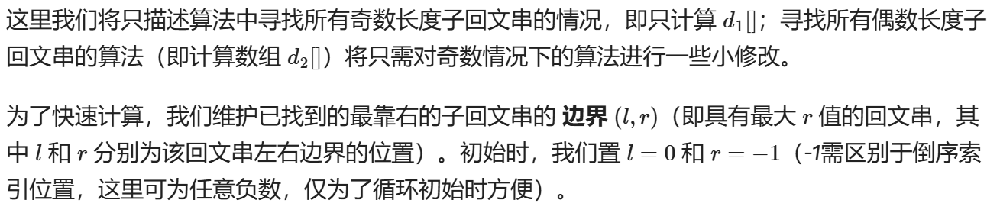 这里我们将只描述算法中寻找所有奇数长度子回文串的情况，即只计算 d₁[]；寻找所有偶数长度子
回文串的算法（即计算数组 d₂[]）将只需对奇数情况下的算法进行一些小修改。
为了快速计算，我们维护已找到的最靠右的子回文串的 边界 (l, r)（即具有最大 r 值的回文串，其
中 l 和 r 分别为该回文串左右边界的位置）。初始时，我们置 l = 0 和 r = −1（-1需区别于倒序索
引位置，这里可为任意负数，仅为了循环初始时方便）。